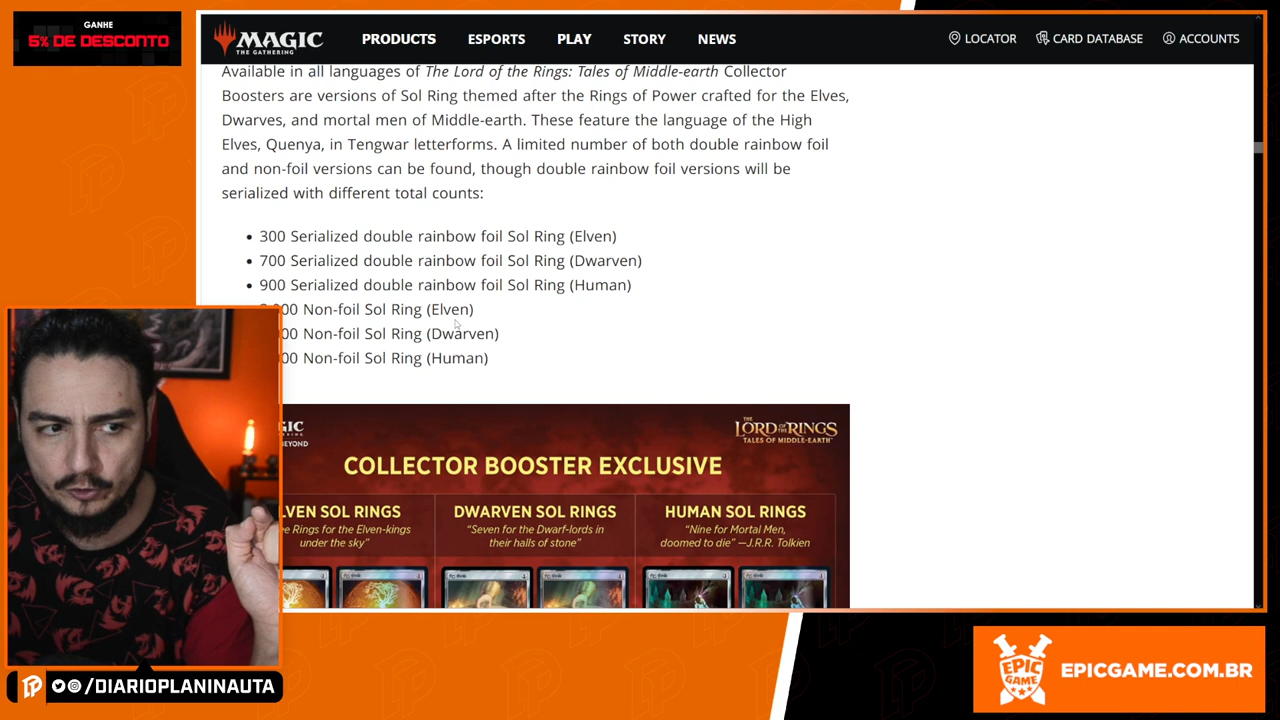 GANHE
5% DE DESCONTO
MAGIC
THE GATHERING
PRODUCTS ESPORTS PLAY STORY NEWS
LOCATOR CARD DATABASE ACCOUNTS
Available in all languages of The Lord of the Rings: Tales of Middle-earth Collector
Boosters are versions of Sol Ring themed after the Rings of Power crafted for the Elves,
Dwarves, and mortal men of Middle-earth. These feature the language of the High
Elves, Quenya, in Tengwar letterforms. A limited number of both double rainbow foil
and non-foil versions can be found, though double rainbow foil versions will be
serialized with different total counts:
• 300 Serialized double rainbow foil Sol Ring (Elven)
• 700 Serialized double rainbow foil Sol Ring (Dwarven)
• 900 Serialized double rainbow foil Sol Ring (Human)
Non-foil Sol Ring (Elven)
Non-foil Sol Ring (Dwarven)
Non-foil Sol Ring (Human)
THE
LORD OF THE RINGS
TALES OF MIDDLE-EARTH
COLLECTOR BOOSTER EXCLUSIVE
SOL RINGS
Rings for the Elven-kings
under the sky”
DWARVEN SOL RINGS
“Seven for the Dwarf-lords in
their halls of stone”
HUMAN SOL RINGS
“Nine for Mortal Men,
doomed to die” —J.R.R. Tolkien
/DIARIOPLANINAUTA
EPIC
GAME
EPICGAME.COM.BR